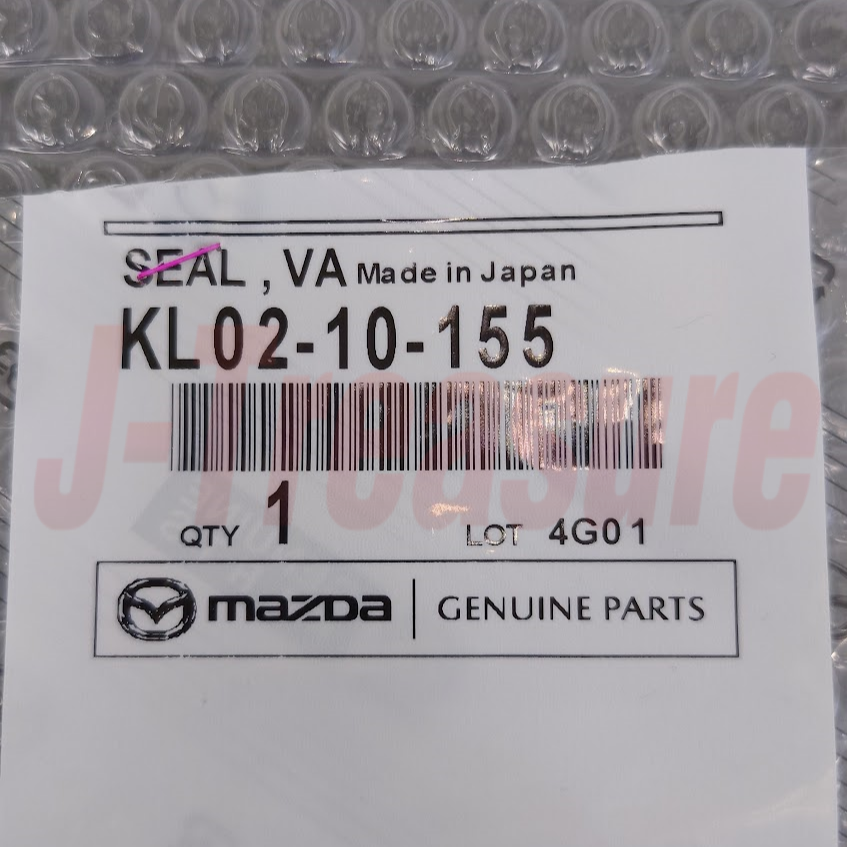 SEAL , VA Made in Japan
KL02-10-155
J-Treasure
QTY 1 LOT 4G01
mazda GENUINE PARTS